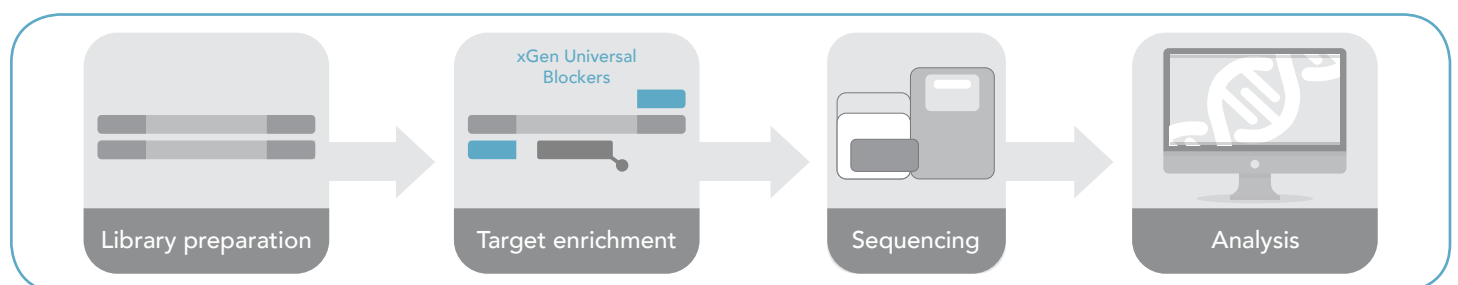 xGen Universal
Blockers
Library preparation
Target enrichment
Sequencing
Analysis